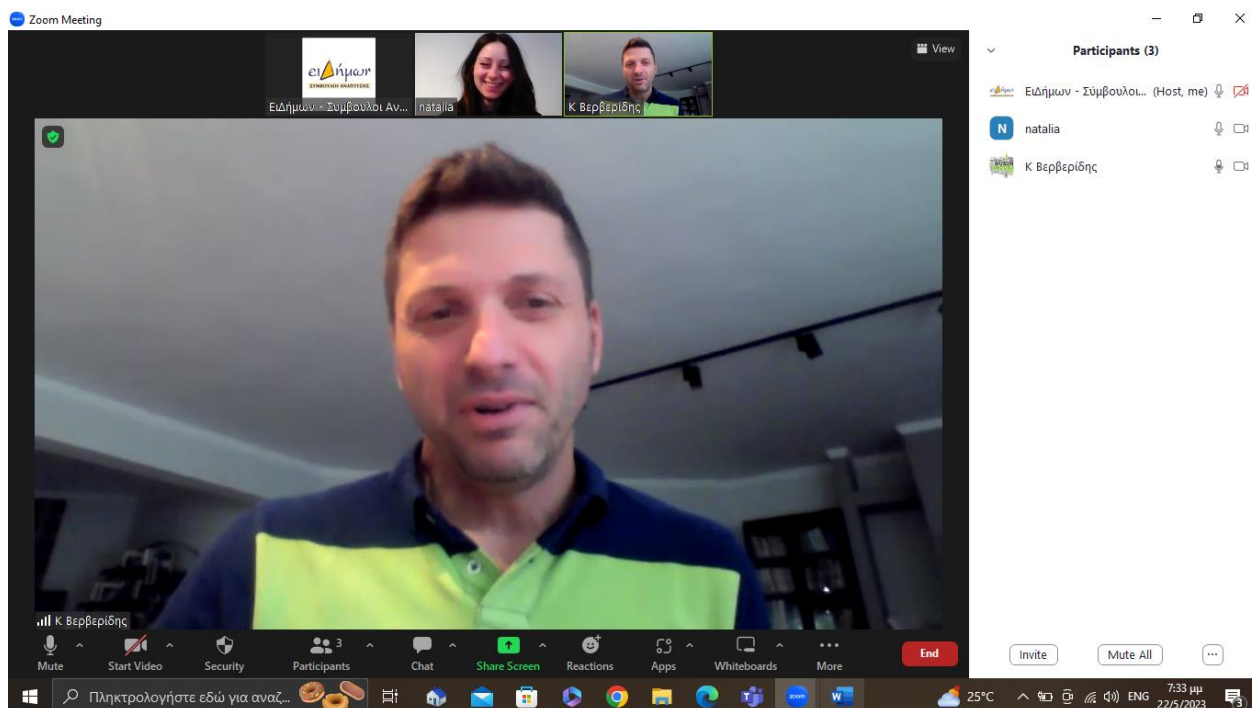 Zoom Meeting
ειΔήμων
ΣΥΜΒΟΥΛΟΙ ΑΝΑΠΤΥΞΗΣ
ΕιΔήμων - Σύμβουλοι Αν...
natalia
Κ Βερβερίδης
View
Participants (3)
ΕιΔήμων - Σύμβουλοι... (Host, me)
N natalia
Κ Βερβερίδης
Κ Βερβερίδης
3
Mute
Start Video
Security
Participants
Chat
Share Screen
Reactions
Apps
Whiteboards
More
End
Invite
Mute All
Πληκτρολογήστε εδώ για αναζ...
zoom
25°C
ENG
7:33 μμ
22/5/2023
3